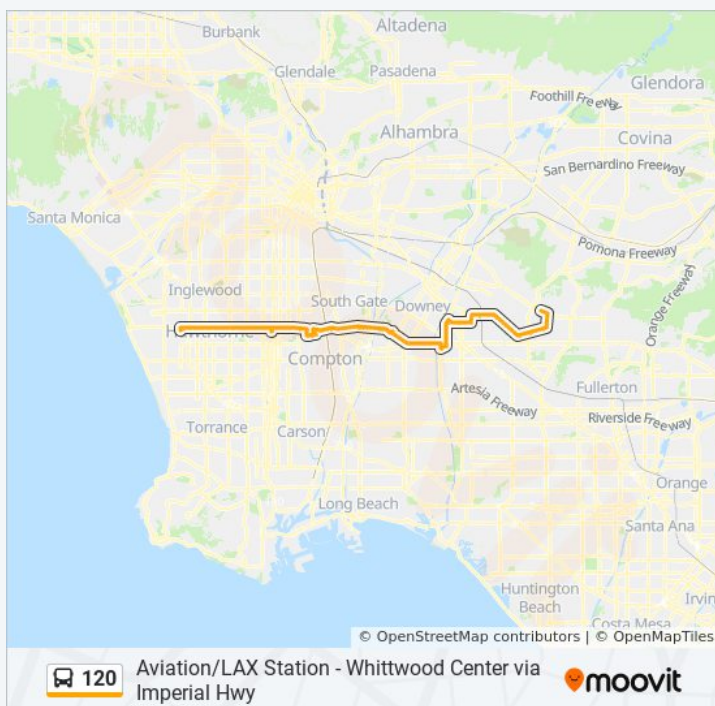 Burbank
Altadena
Glendale
Pasadena
Glendora
Foothill Freeway
Alhambra
Covina
San Bernardino Freeway
Santa Monica
Pomona Freeway
Inglewood
South Gate
Downey
Orange Freeway
Hawthorne
Compton
Fullerton
Artesia Freeway
Riverside Freeway
Torrance
Carson
Orange
Long Beach
Santa Ana
Huntington
Beach
Irvin
Costa Mesa
© OpenStreetMap contributors | © OpenMapTiles
120
Aviation/LAX Station - Whittwood Center via
Imperial Hwy
moovit